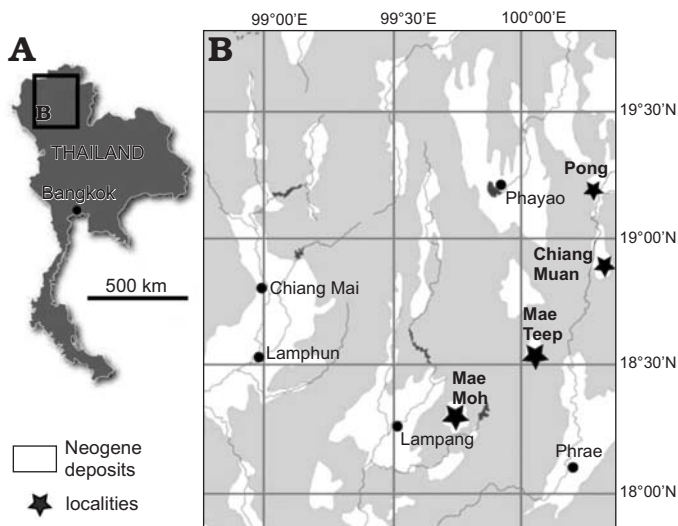 A
B
THAILAND
Bangkok
500 km
Neogene
deposits
localities
B
99°00'E
99°30'E
100°00'E
19°30'N
19°00'N
18°30'N
18°00'N
Pong
Phayao
Chiang
Muan
Chiang Mai
Mae
Teep
Lamphun
Mae
Moh
Lampang
Phrae